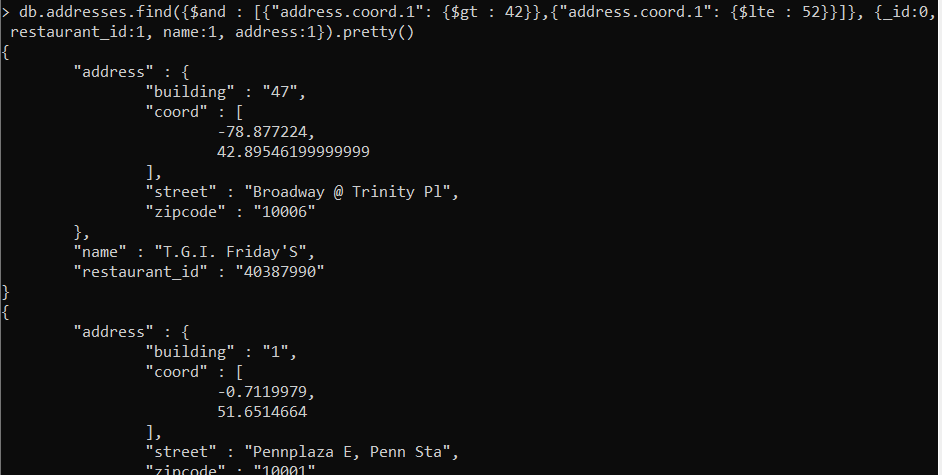 > db.addresses.find({$and : [{"address.coord.1": {$gt : 42}},{"address.coord.1": {$lte : 52}}]}, {_id:0,
restaurant_id:1, name:1, address:1}).pretty()
{
"address" : {
"building" : "47",
"coord" : [
-78.877224,
42.89546199999999
],
"street" : "Broadway @ Trinity Pl",
"zipcode" : "10006"
},
"name" : "T.G.I. Friday'S",
"restaurant_id" : "40387990"
}
{
"address" : {
"building" : "1",
"coord" : [
-0.7119979,
51.6514664
],
"street" : "Pennplaza E, Penn Sta",
"zipcode" : "10001"